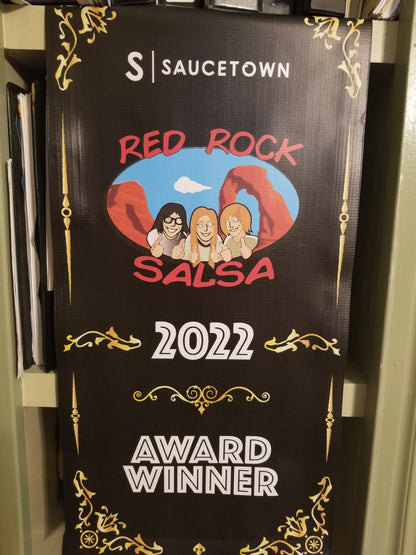 S | SAUCETOWN
RED ROCK
SALSA
2022
AWARD
WINNER